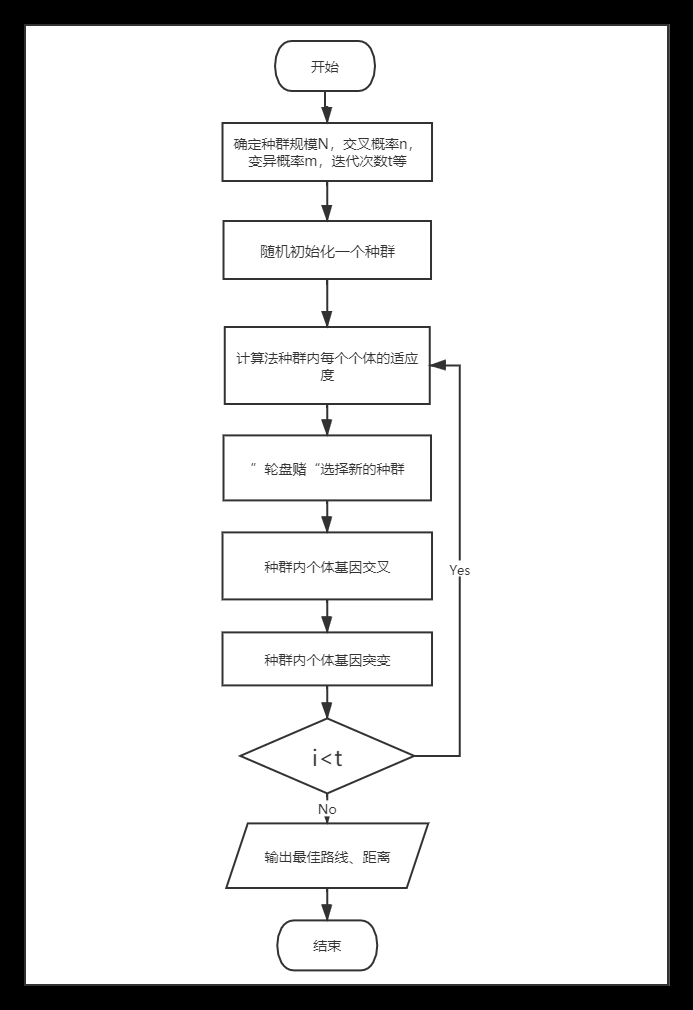 开始
确定种群规模N，交叉概率n，
变异概率m，迭代次数t等
随机初始化一个种群
计算法种群内每个个体的适应
度
”轮盘赌“选择新的种群
种群内个体基因交叉
Yes
种群内个体基因突变
i<t
No
输出最佳路线、距离
结束